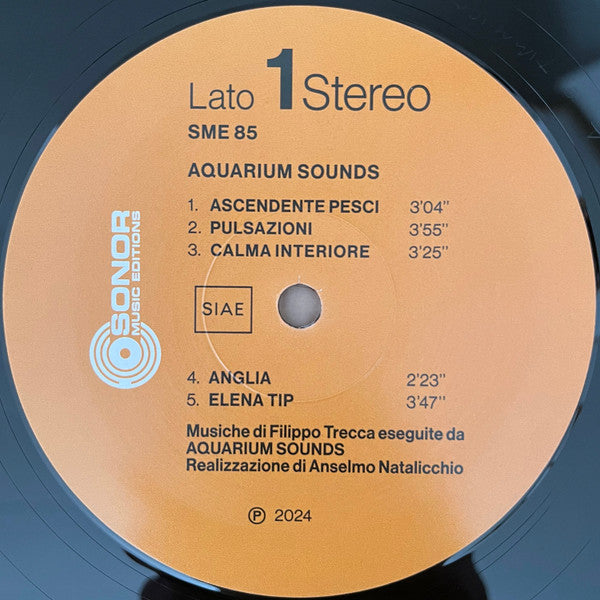 Lato 1 Stereo
SME 85
AQUARIUM SOUNDS
1. ASCENDENTE PESCI 3'04"
2. PULSAZIONI 3'55"
3. CALMA INTERIORE 3'25"
SONOR
MUSIC EDITIONS
SIAE
4. ANGLIA 2'23"
5. ELENA TIP 3'47"
Musiche di Filippo Trecca eseguite da
AQUARIUM SOUNDS
Realizzazione di Anselmo Natalicchio
℗ 2024